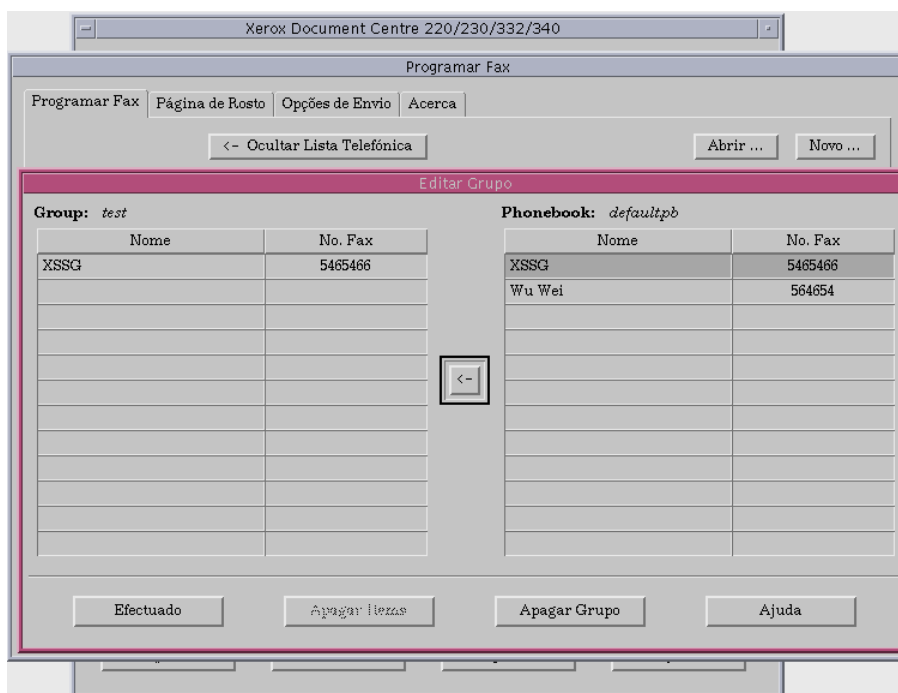 Xerox Document Centre 220/230/332/340
Programar Fax
Programar Fax Página de Rosto Opções de Envio Acerca
<- Ocultar Lista Telefónica Abrir ... Novo ...
Editar Grupo
Group: test Phonebook: default.pb
Nome No. Fax Nome No. Fax
XSSG 5465466 XSSG 5465466
Wu Wei 564654
<-
Efectuado Apagar Itens Apagar Grupo Ajuda